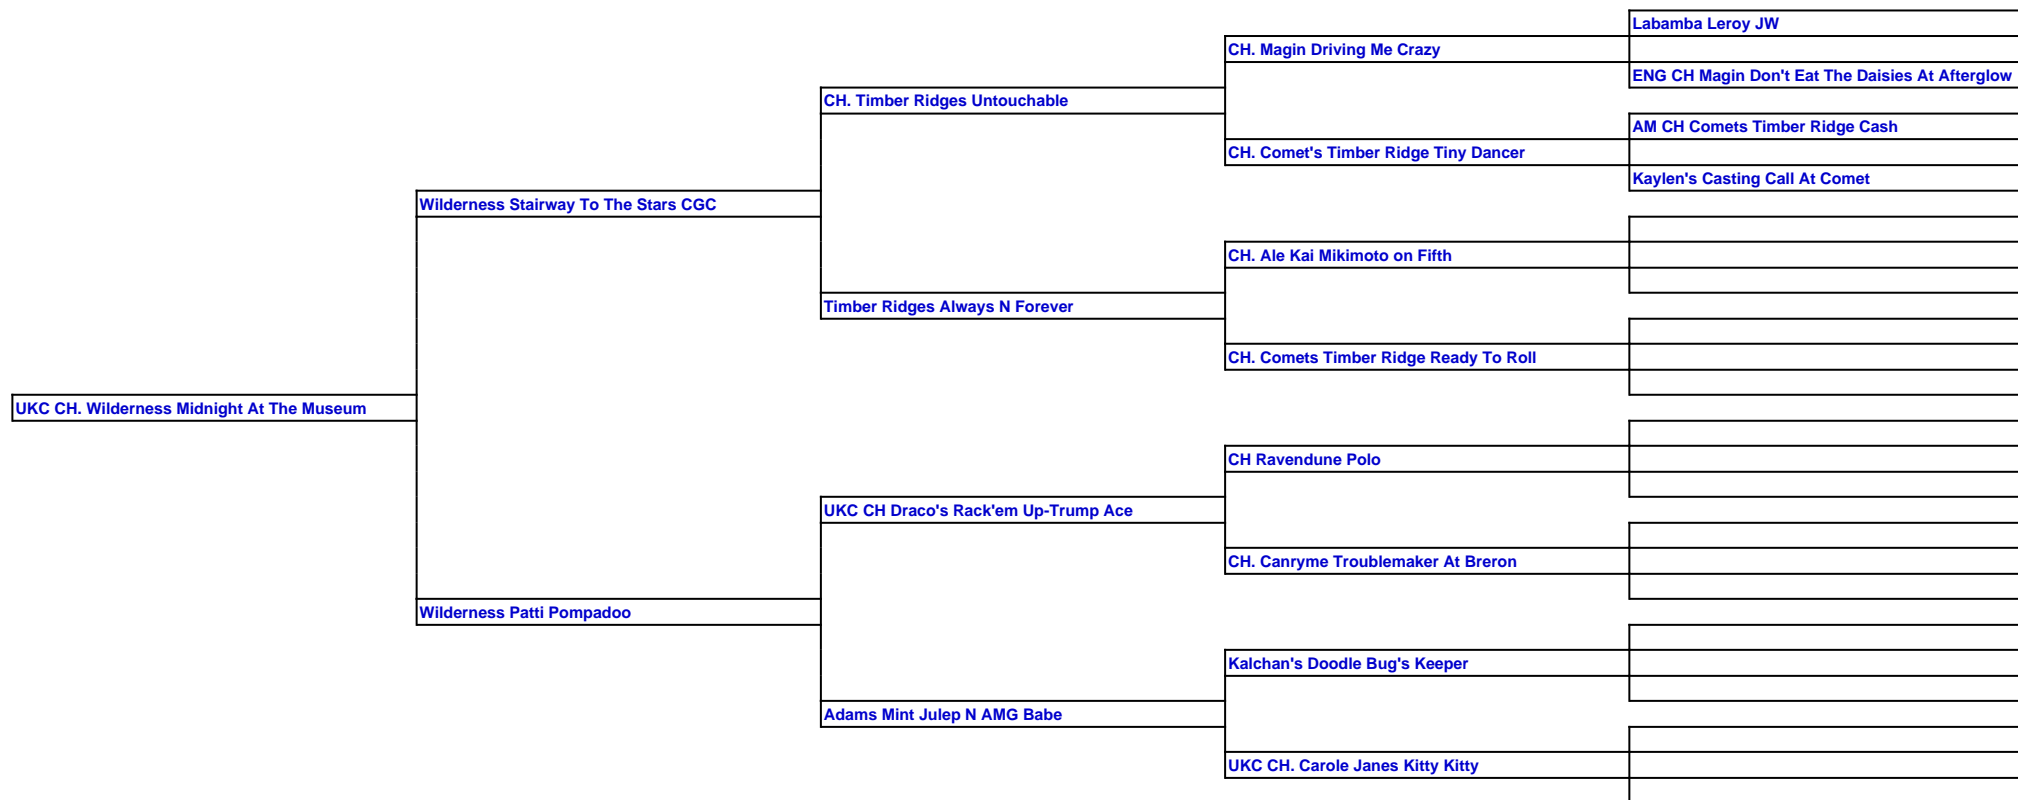 Labamba Leroy JW
CH. Magin Driving Me Crazy
ENG CH Magin Don't Eat The Daisies At Afterglow
CH. Timber Ridges Untouchable
AM CH Comets Timber Ridge Cash
CH. Comet's Timber Ridge Tiny Dancer
Kaylen's Casting Call At Comet
Wilderness Stairway To The Stars CGC
CH. Ale Kai Mikimoto on Fifth
Timber Ridges Always N Forever
CH. Comets Timber Ridge Ready To Roll
UKC CH. Wilderness Midnight At The Museum
CH Ravendune Polo
UKC CH Draco's Rack'em Up-Trump Ace
CH. Canryme Troublemaker At Breron
Wilderness Patti Pompadoo
Kalchan's Doodle Bug's Keeper
Adams Mint Julep N AMG Babe
UKC CH. Carole Janes Kitty Kitty